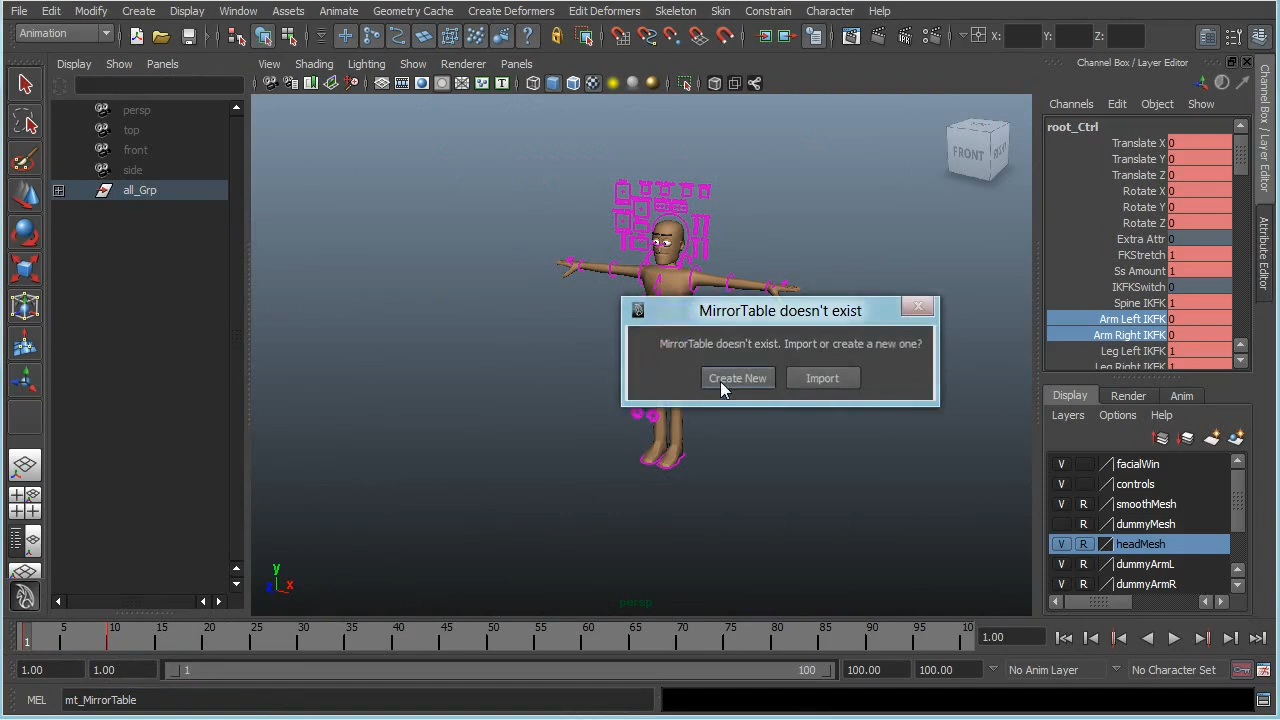 File Edit Modify Create Display Window Assets Animate Geometry Cache Create Deformers Edit Deformers Skeleton Skin Constrain Character Help
Animation
X: Y: Z:
Display Show Panels
View Shading Lighting Show Renderer Panels
Channel Box / Layer Editor
persp
top
front
side
all_Grp
FRONT RIGHT
Channels Edit Object Show
root_Ctrl
Translate X 0
Translate Y 0
Translate Z 0
Rotate X 0
Rotate Y 0
Rotate Z 0
Extra Attr 0
FKStretch 1
Ss Amount 1
IKFKSwitch 0
Spine IKFK 1
Arm Left IKFK 0
Arm Right IKFK 0
Leg Left IKFK 1
Leg Right IKFK 1
Channel Box / Layer Editor
Attribute Editor
MirrorTable doesn't exist
MirrorTable doesn't exist. Import or create a new one?
Create New Import
Display Render Anim
Layers Options Help
V facialWin
V controls
V R smoothMesh
R dummyMesh
V R headMesh
V R dummyArmL
V R dummyArmR
y
x
z
persp
1 5 10 15 20 25 30 35 40 45 50 55 60 65 70 75 80 85 90 95 10
1.00
1.00 1.00 1 100 100.00 100.00 No Anim Layer No Character Set
MEL mt_MirrorTable